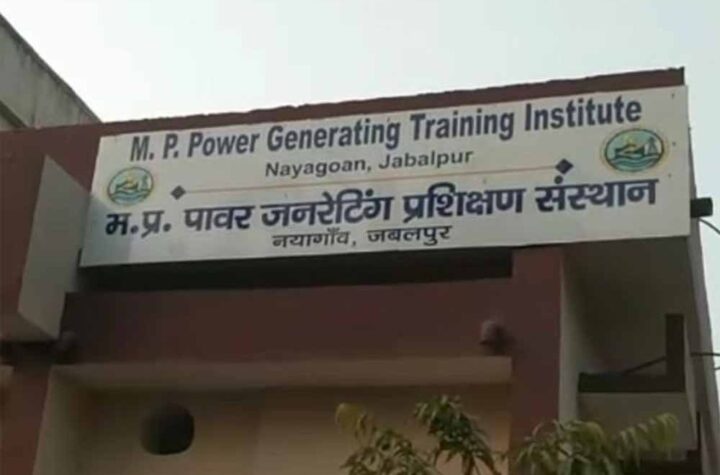 M. P. Power Generating Training Institute
Nayagoan, Jabalpur
म.प्र. पावर जनरेटिंग प्रशिक्षण संस्थान
नयागाँव, जबलपुर